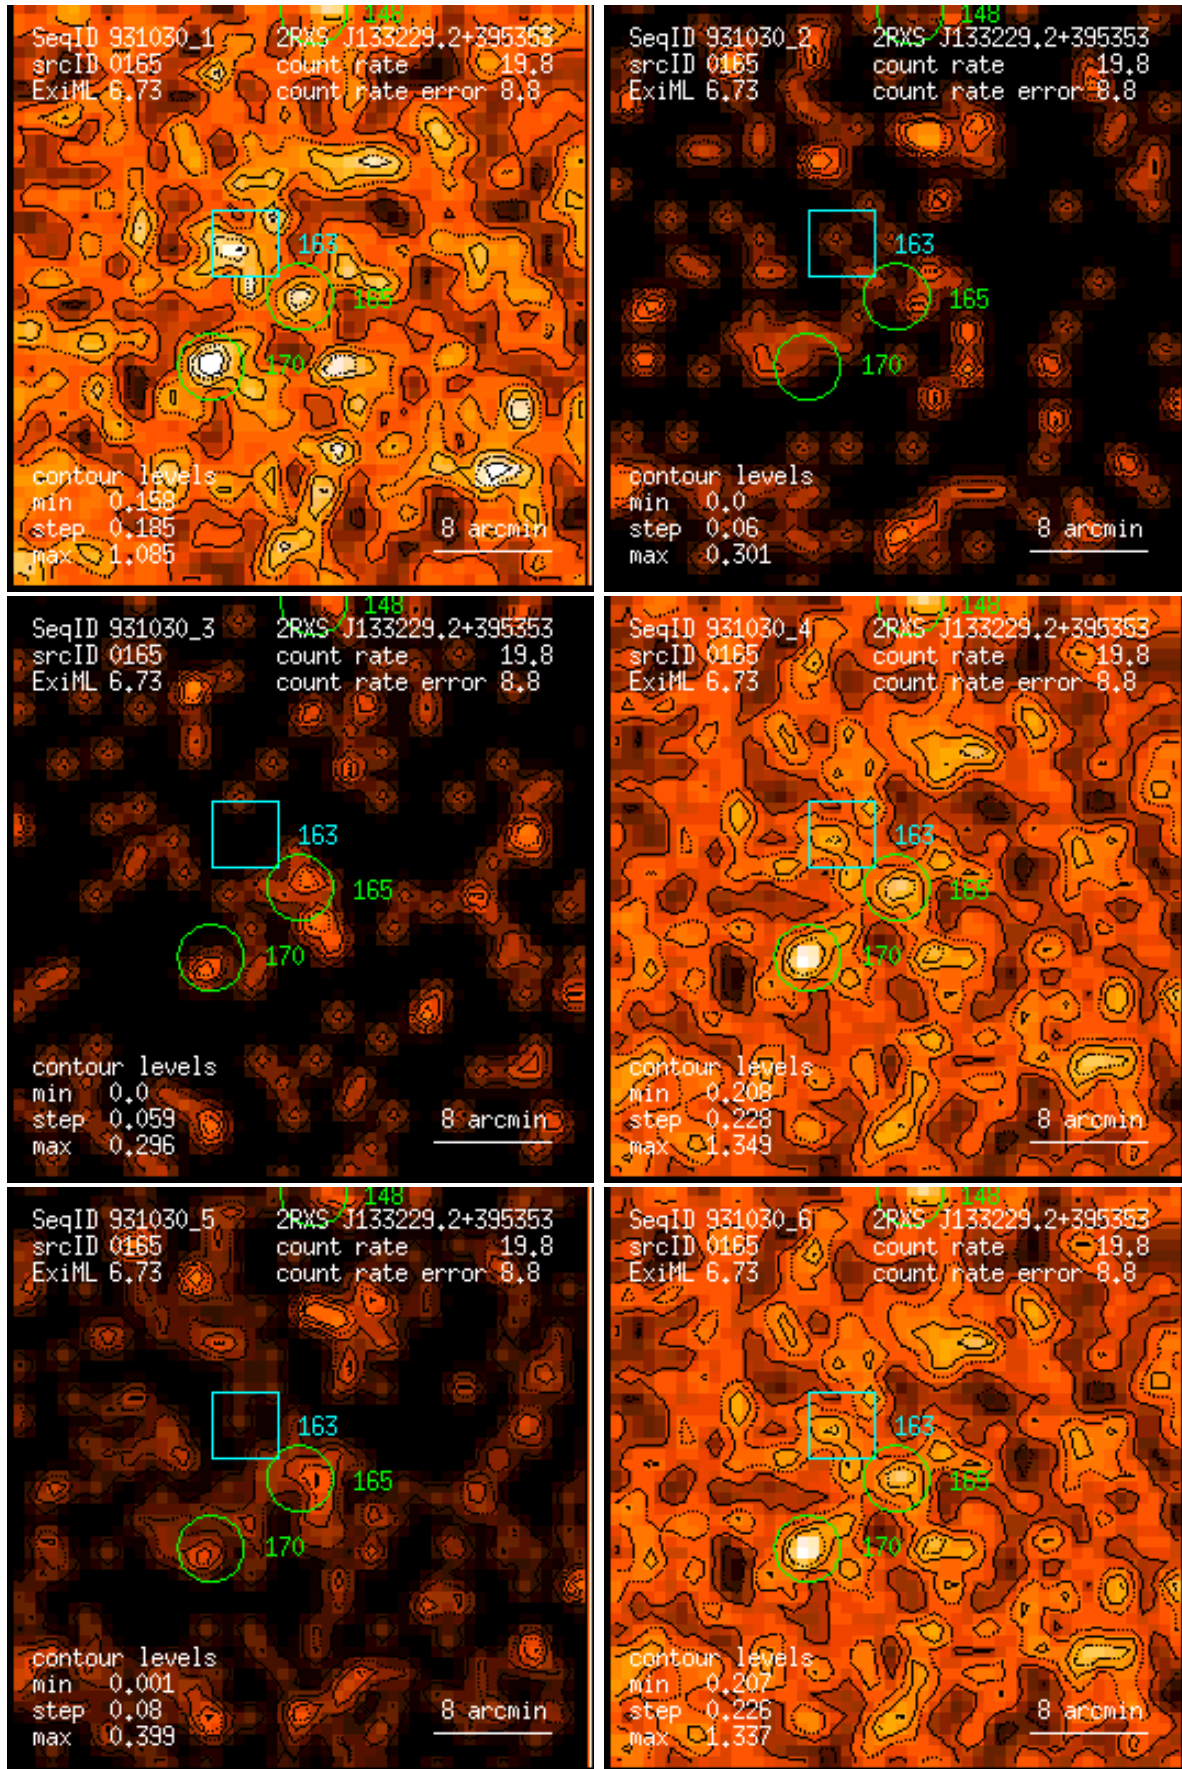 148
SeqID 931030_1 2RXS J133229.2+395353
srcID 0165 count rate 19.8
ExiML 6.73 count rate error 8.8
163
165
170
contour levels
min 0.158
step 0.185 8 arcmin
max 1.085
148
SeqID 931030_2 2RXS J133229.2+395353
srcID 0165 count rate 19.8
ExiML 6.73 count rate error 8.8
163
165
170
contour levels
min 0.0
step 0.06 8 arcmin
max 0.301
148
SeqID 931030_3 2RXS J133229.2+395353
srcID 0165 count rate 19.8
ExiML 6.73 count rate error 8.8
163
165
170
contour levels
min 0.0
step 0.059 8 arcmin
max 0.296
148
SeqID 931030_4 2RXS J133229.2+395353
srcID 0165 count rate 19.8
ExiML 6.73 count rate error 8.8
163
165
170
contour levels
min 0.208
step 0.228 8 arcmin
max 1.349
148
SeqID 931030_5 2RXS J133229.2+395353
srcID 0165 count rate 19.8
ExiML 6.73 count rate error 8.8
163
165
170
contour levels
min 0.001
step 0.08 8 arcmin
max 0.399
148
SeqID 931030_6 2RXS J133229.2+395353
srcID 0165 count rate 19.8
ExiML 6.73 count rate error 8.8
163
165
170
contour levels
min 0.207
step 0.226 8 arcmin
max 1.337